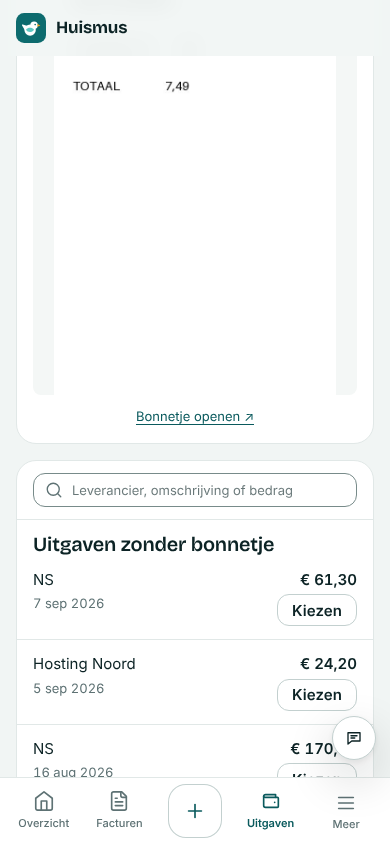 Huismus
TOTAAL 7,49
Bonnetje openen ↗
Leverancier, omschrijving of bedrag
Uitgaven zonder bonnetje
NS € 61,30
7 sep 2026 Kiezen
Hosting Noord € 24,20
5 sep 2026 Kiezen
NS € 170,
16 aug 2026
Overzicht Facturen + Uitgaven Meer